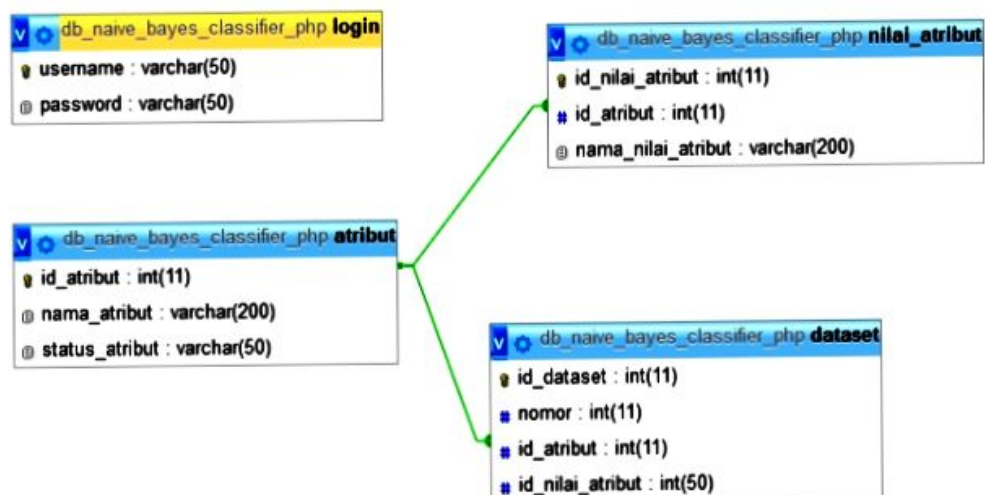 db_naive_bayes_classifier_php login
username : varchar(50)
password : varchar(50)
db_naive_bayes_classifier_php nilai_atribut
id_nilai_atribut : int(11)
# id_atribut : int(11)
nama_nilai_atribut : varchar(200)
db_naive_bayes_classifier_php atribut
id_atribut : int(11)
nama_atribut : varchar(200)
status_atribut : varchar(50)
db_naive_bayes_classifier_php dataset
id_dataset : int(11)
# nomor : int(11)
# id_atribut : int(11)
# id_nilai_atribut : int(50)